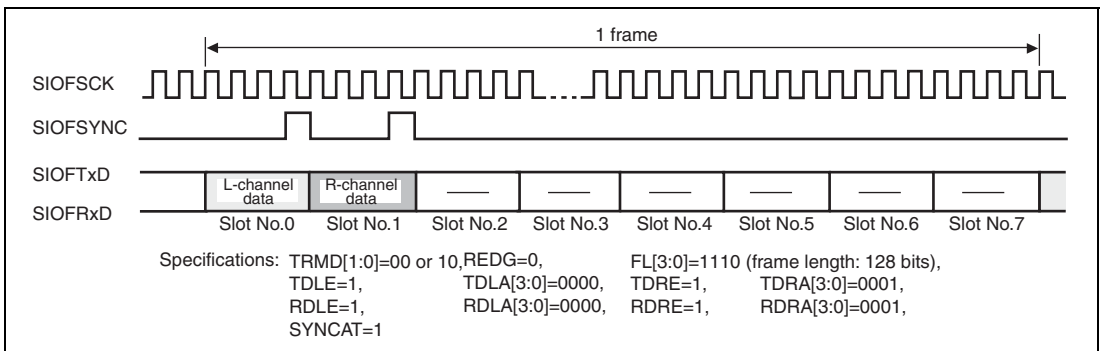 1 frame
SIOFSCK
SIOFSYNC
SIOFTxD
L-channel data
R-channel data
SIOFRxD
Slot No.0 Slot No.1 Slot No.2 Slot No.3 Slot No.4 Slot No.5 Slot No.6 Slot No.7
Specifications: TRMD[1:0]=00 or 10, REDG=0, FL[3:0]=1110 (frame length: 128 bits),
TDLE=1, TDLA[3:0]=0000, TDRE=1, TDRA[3:0]=0001,
RDLE=1, RDLA[3:0]=0000, RDRE=1, RDRA[3:0]=0001,
SYNCAT=1